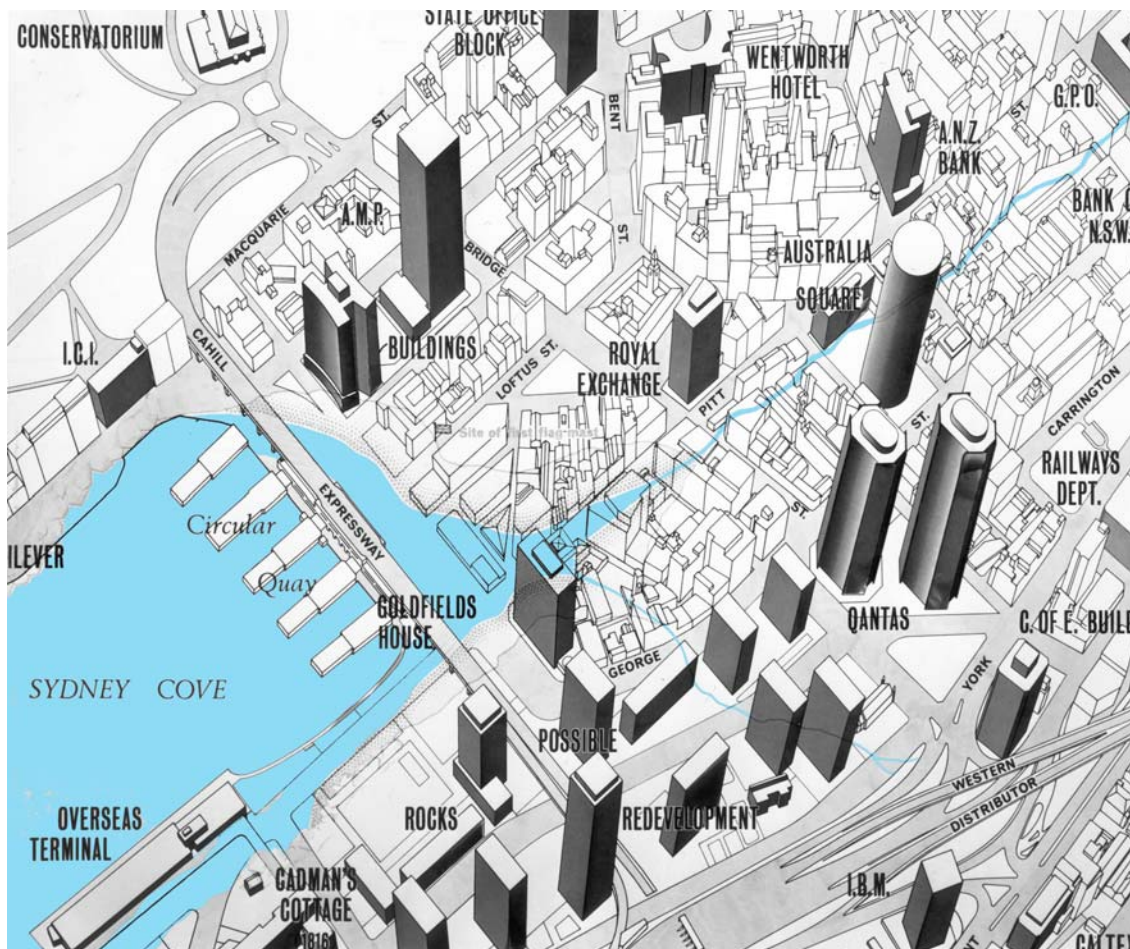 STATE OFFICE
BLOCK
CONSERVATORIUM
WENTWORTH
HOTEL
G.P.O.
ST.
BENT
ST.
ST.
A.N.Z.
BANK
A.M.P.
MACQUARIE
BRIDGE
ST.
BANK
N.S.W.
AUSTRALIA
SQUARE
I.C.I.
CAHILL
BUILDINGS
LOFTUS ST.
ROYAL
EXCHANGE
PITT
ST.
CARRINGTON
Site of first flag-mast
RAILWAYS
DEPT.
EXPRESSWAY
Circular
Quay
ILEVER
ST.
GOLDFIELDS
HOUSE
QANTAS
C. OF E.
GEORGE
YORK
SYDNEY COVE
POSSIBLE
WESTERN
DISTRIBUTOR
OVERSEAS
TERMINAL
ROCKS
REDEVELOPMENT
CADMAN'S
COTTAGE
1816
I.B.M.